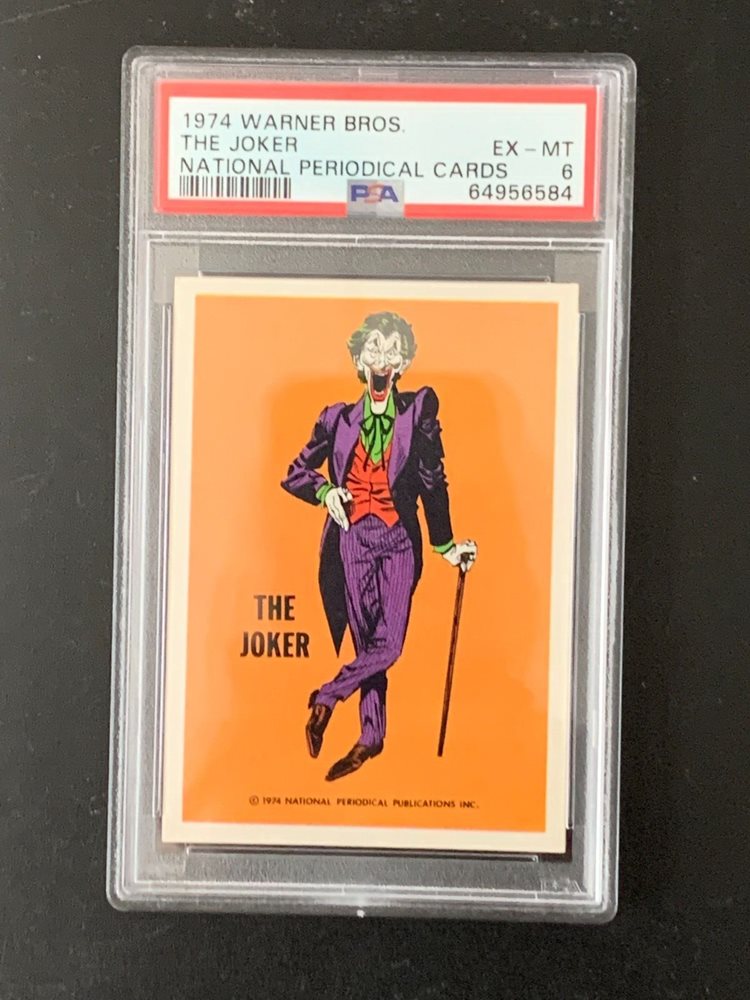 1974 WARNER BROS.
THE JOKER EX - MT
NATIONAL PERIODICAL CARDS 6
PSA 64956584
THE
JOKER
© 1974 NATIONAL PERIODICAL PUBLICATIONS INC.